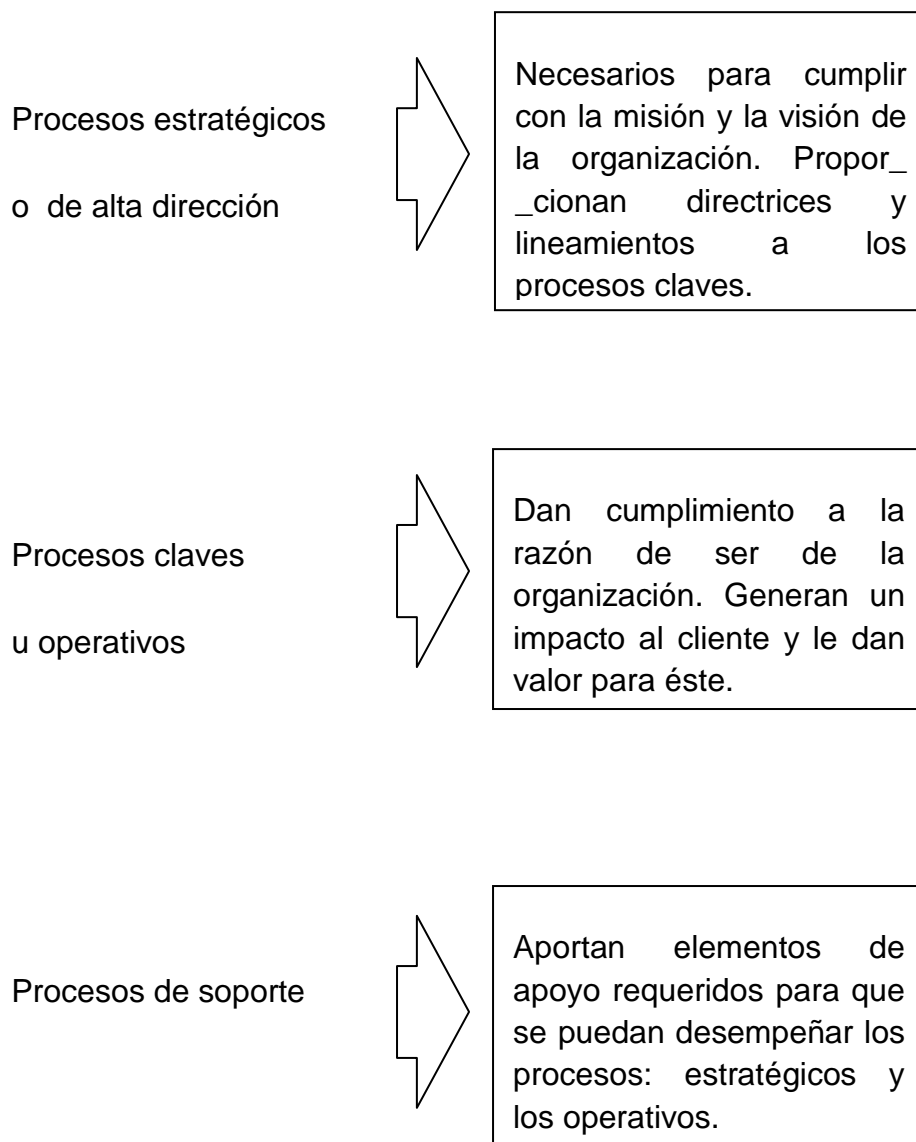 Procesos estratégicos
o de alta dirección
Necesarios para cumplir
con la misión y la visión de
la organización. Propor_
_cionan directrices y
lineamientos a los
procesos claves.
Procesos claves
u operativos
Dan cumplimiento a la
razón de ser de la
organización. Generan un
impacto al cliente y le dan
valor para éste.
Procesos de soporte
Aportan elementos de
apoyo requeridos para que
se puedan desempeñar los
procesos: estratégicos y
los operativos.